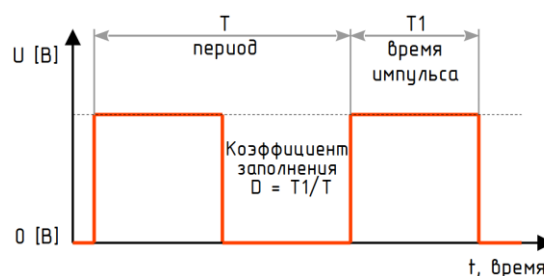 T
период
T1
время
импульса
U [В]
Коэффициент
заполнения
D = T1/T
0 [В]
t, время